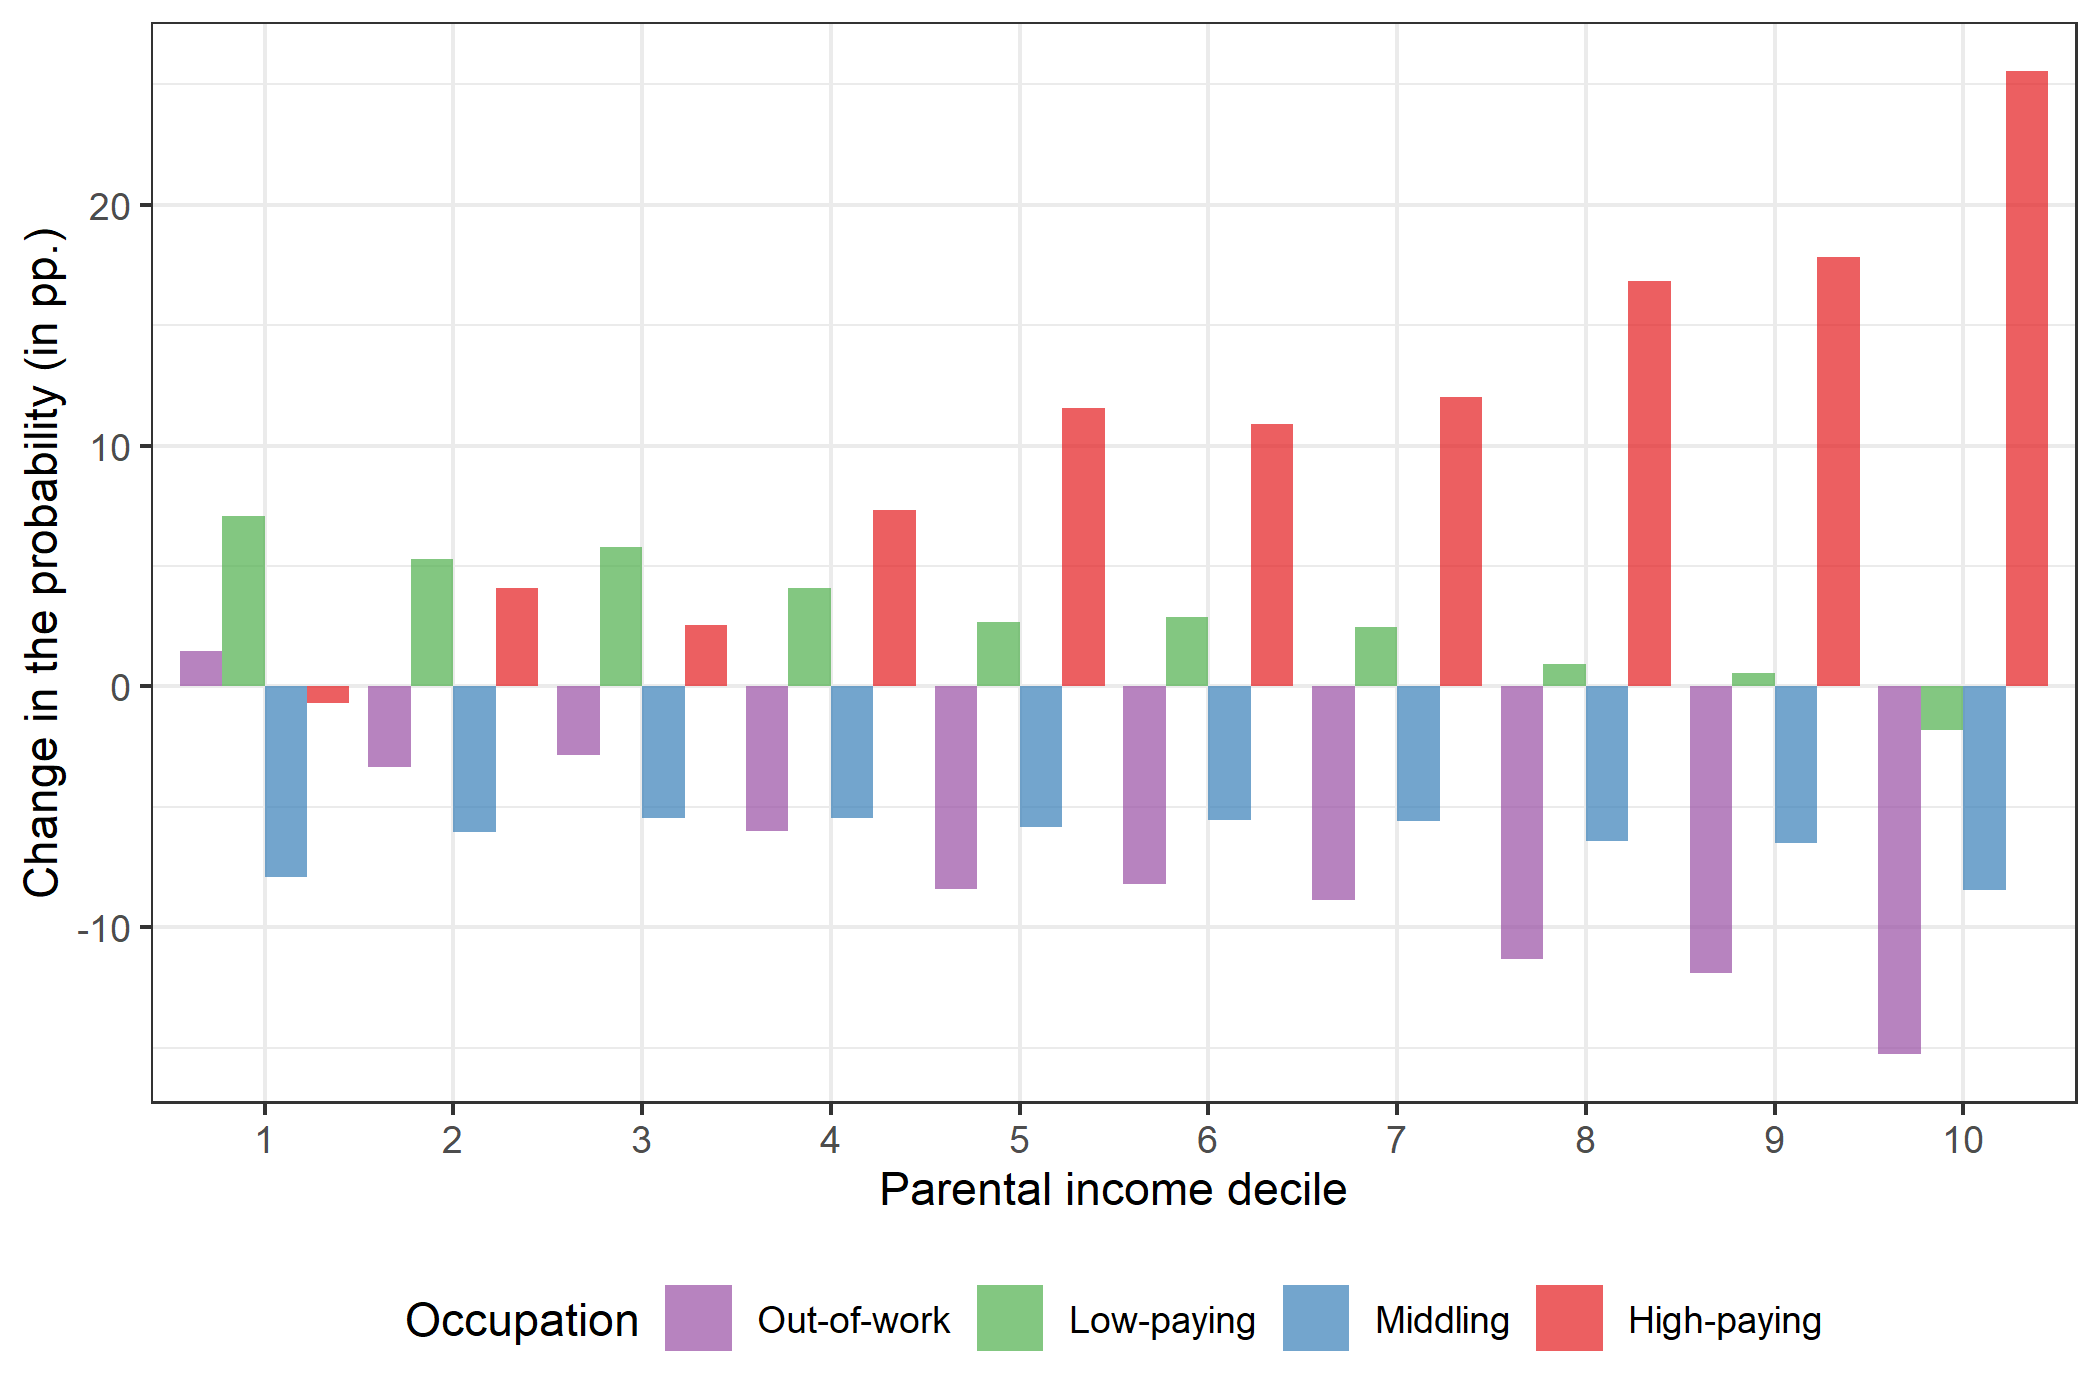 Change in the probability (in pp.)
20
10
0
-10
1 2 3 4 5 6 7 8 9 10
Parental income decile
Occupation Out-of-work Low-paying Middling High-paying